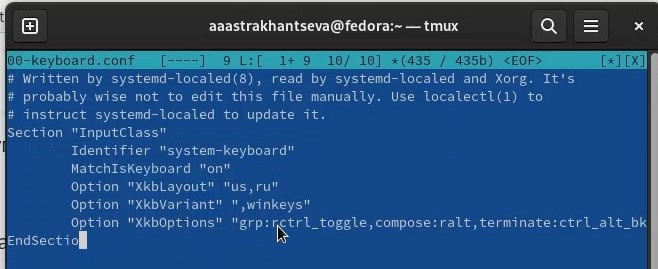 aaastrakhantseva@fedora:~ — tmux
00-keyboard.conf [----] 9 L:[ 1+ 9 10/ 10] *(435 / 435b) <EOF> [*][X]
# Written by systemd-localed(8), read by systemd-localed and Xorg. It's
# probably wise not to edit this file manually. Use localectl(1) to
# instruct systemd-localed to update it.
Section "InputClass"
Identifier "system-keyboard"
MatchIsKeyboard "on"
Option "XkbLayout" "us,ru"
Option "XkbVariant" ",winkeys"
Option "XkbOptions" "grp:rctrl_toggle,compose:ralt,terminate:ctrl_alt_bk
EndSectio